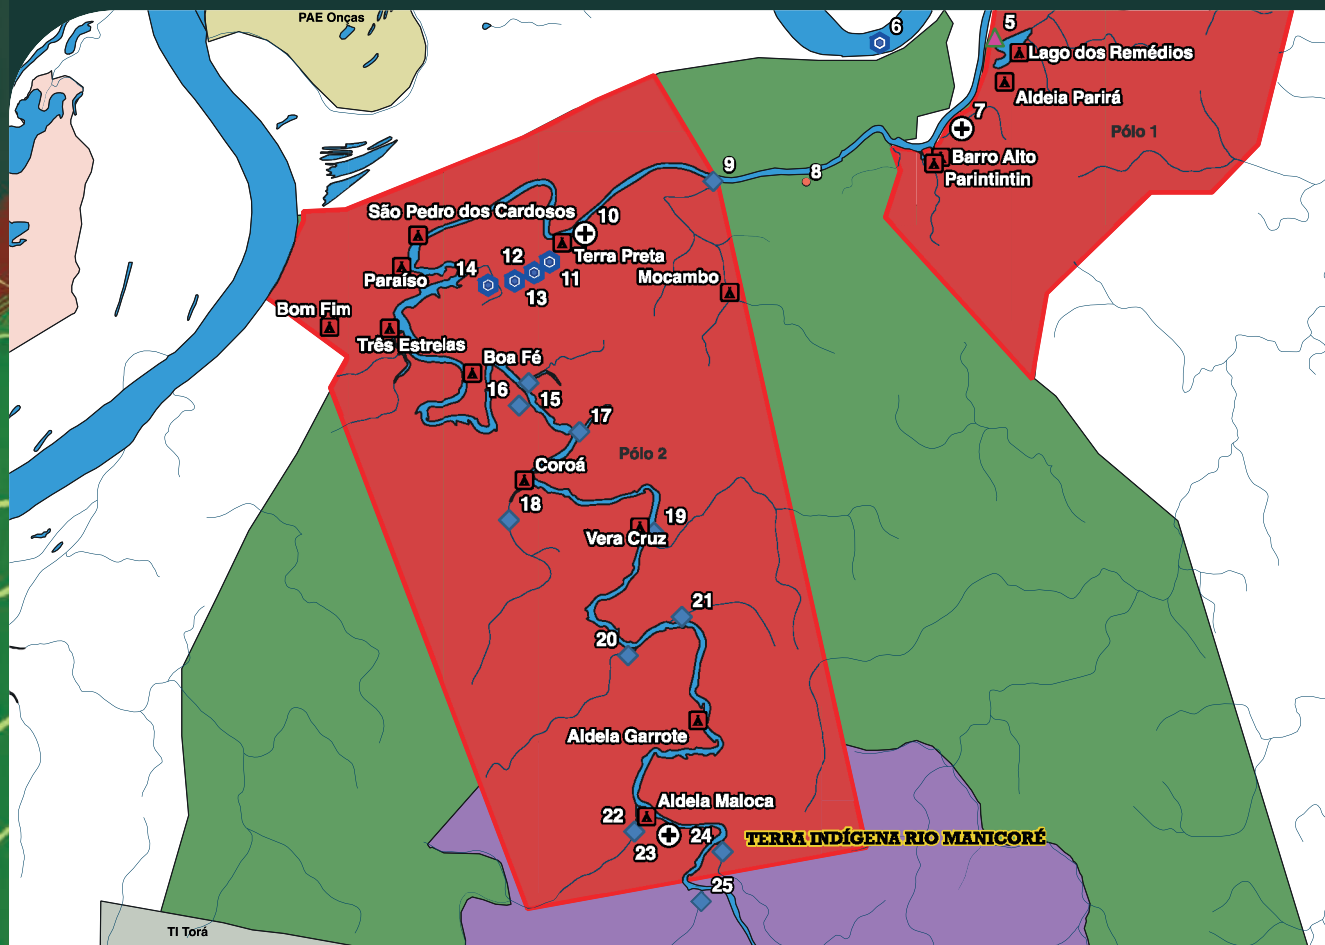 PAE Onças
6
5
Lago dos Remédios
Aldeia Parirá
7
Pólo 1
Barro Alto
Parintintin
9
8
São Pedro dos Cardosos
10
12
Terra Preta
14
11
Paraíso
13
Mocambo
Bom Fim
Três Estrelas
Boa Fé
16
15
17
Pólo 2
Coroá
18
19
Vera Cruz
21
20
Aldeia Garrote
Aldeia Maloca
22
24
TERRA INDÍGENA RIO MANICORÉ
23
25
TI Torá